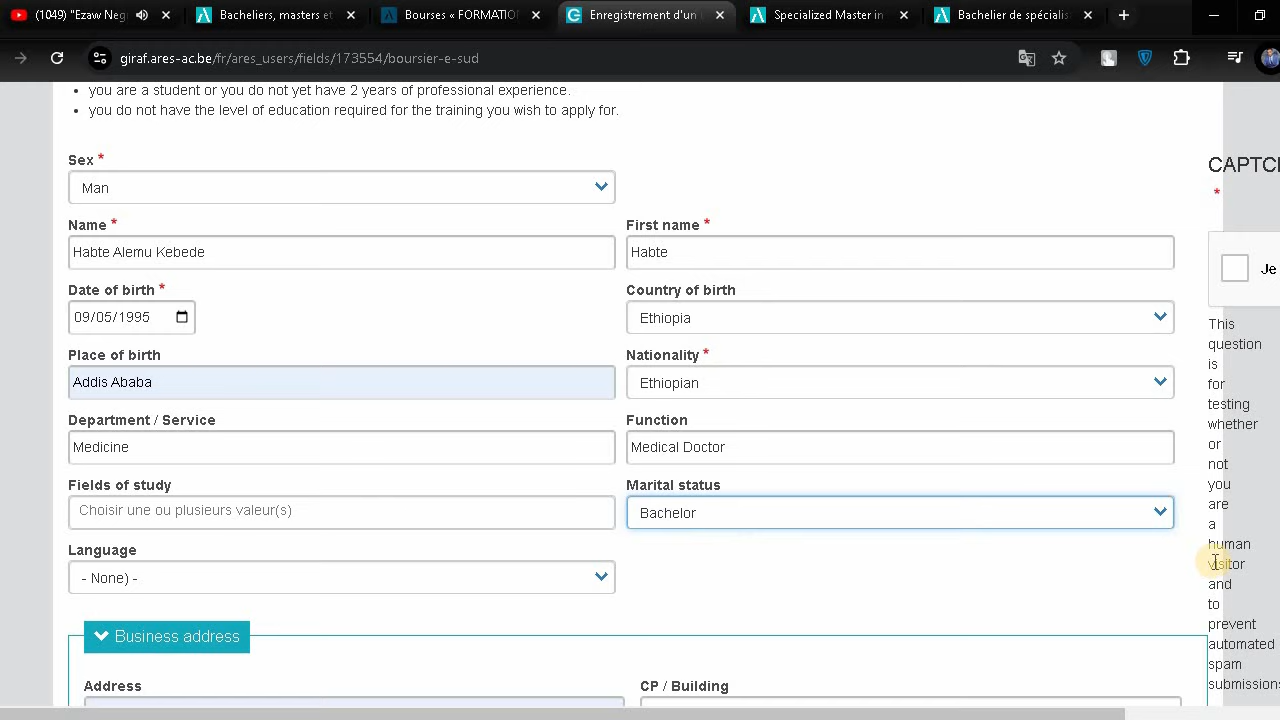 (1049) "Ezaw Neg
Bacheliers, masters et
Bourses « FORMATIO
Enregistrement d'un
Specialized Master in
Bachelier de spécialis
giraf.ares-ac.be/fr/ares_users/fields/173554/boursier-e-sud
• you are a student or you do not yet have 2 years of professional experience.
• you do not have the level of education required for the training you wish to apply for.
Sex *
Man
Name *
First name *
Habte Alemu Kebede
Habte
Date of birth *
Country of birth
09/05/1995
Ethiopia
Place of birth
Nationality *
Addis Ababa
Ethiopian
Department / Service
Function
Medicine
Medical Doctor
Fields of study
Marital status
Choisir une ou plusieurs valeur(s)
Bachelor
Language
- None) -
Business address
Address
CP / Building
CAPTC
*
Je
This
question
is
for
testing
whether
or
not
you
are
a
human
visitor
and
to
prevent
automated
spam
submissions